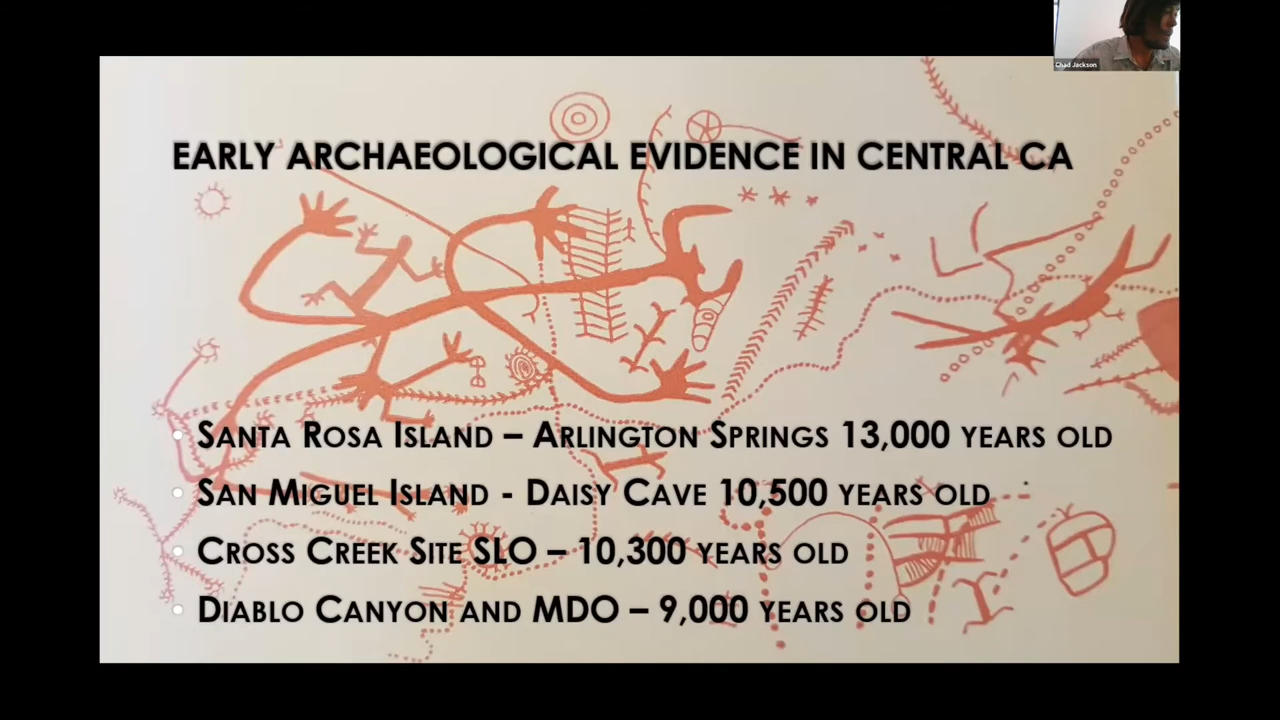 Chad Jackson
EARLY ARCHAEOLOGICAL EVIDENCE IN CENTRAL CA
SANTA ROSA ISLAND – ARLINGTON SPRINGS 13,000 YEARS OLD
SAN MIGUEL ISLAND - DAISY CAVE 10,500 YEARS OLD
CROSS CREEK SITE SLO – 10,300 YEARS OLD
DIABLO CANYON AND MDO – 9,000 YEARS OLD